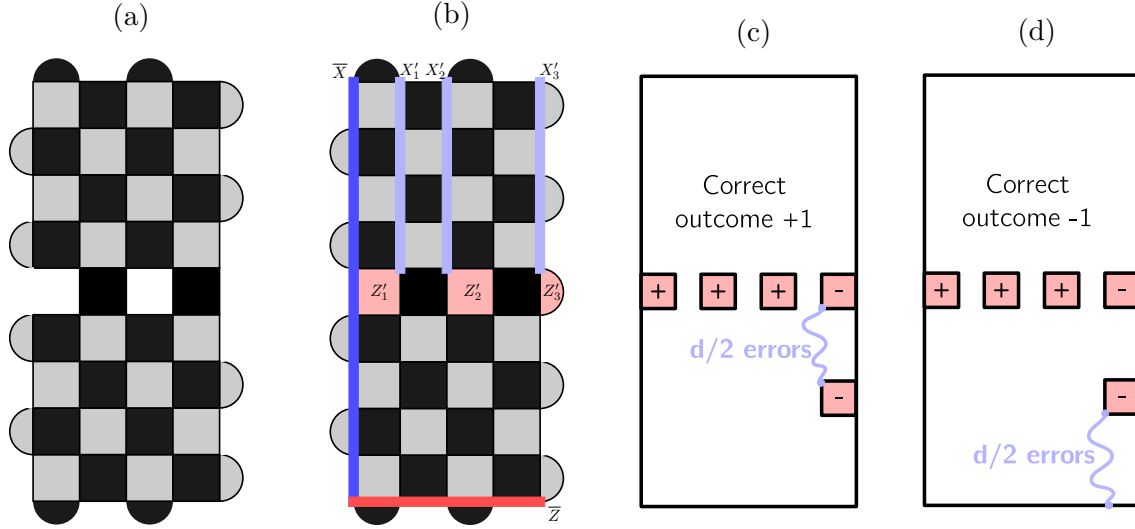 (a)
(b)
(c)
(d)
X̅ X′₁ X′₂ X′₃
Z′₁ Z′₂ Z′₃
Z̅
Correct
outcome +1
+ + + -
d/2 errors
-
Correct
outcome -1
+ + + -
-
d/2 errors